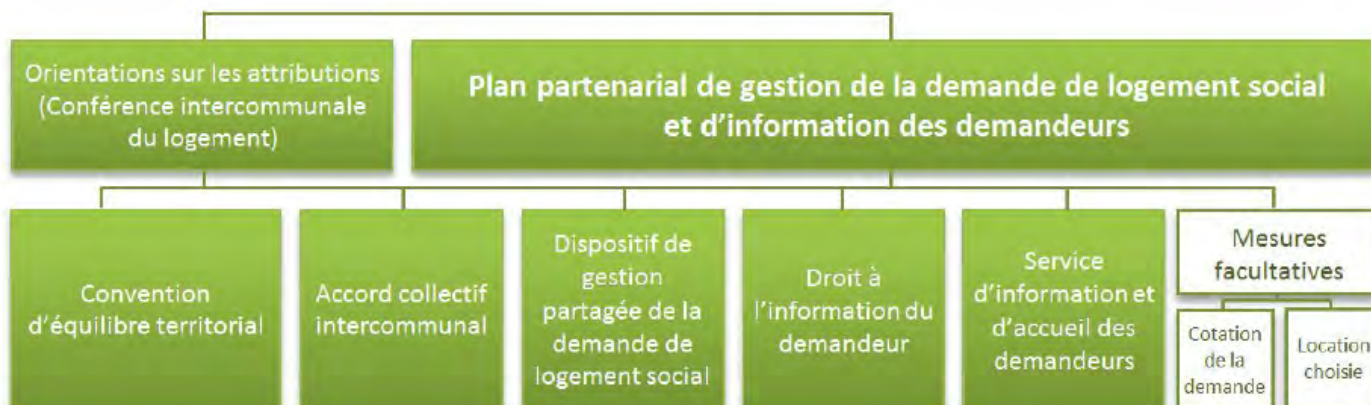 Orientations sur les attributions
(Conférence intercommunale
du logement)
Plan partenarial de gestion de la demande de logement social
et d’information des demandeurs
Convention
d’équilibre territorial
Accord collectif
intercommunal
Dispositif de
gestion
partagée de la
demande de
logement social
Droit à
l’information du
demandeur
Service
d’information et
d’accueil des
demandeurs
Mesures
facultatives
Cotation
de la
demande
Location
choisie